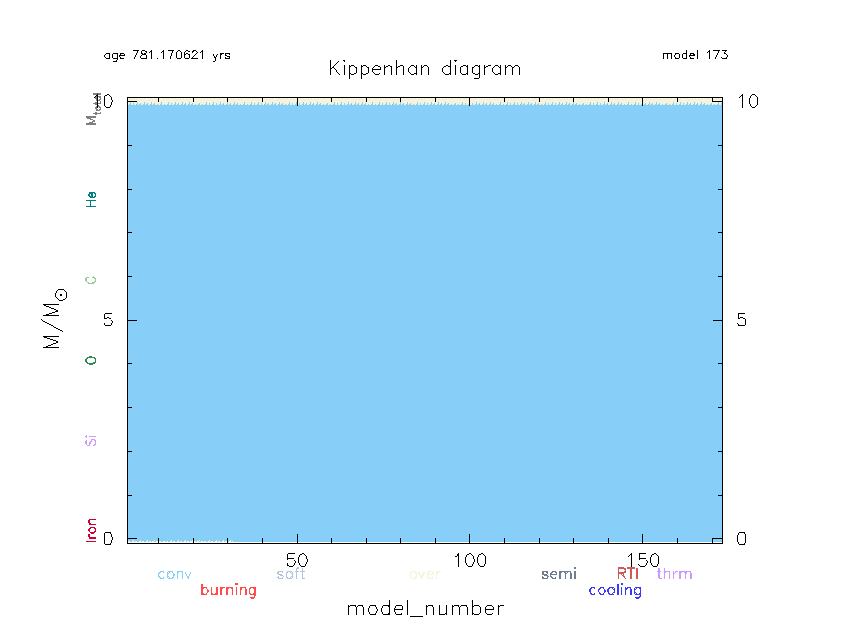 age 781.170621 yrs
model 173
Kippenhan diagram
M_total
10
10
He
C
M/M☉
5
5
O
Si
Iron
0
0
50
100
150
conv
soft
over
semi
RTI
thrm
burning
cooling
model_number